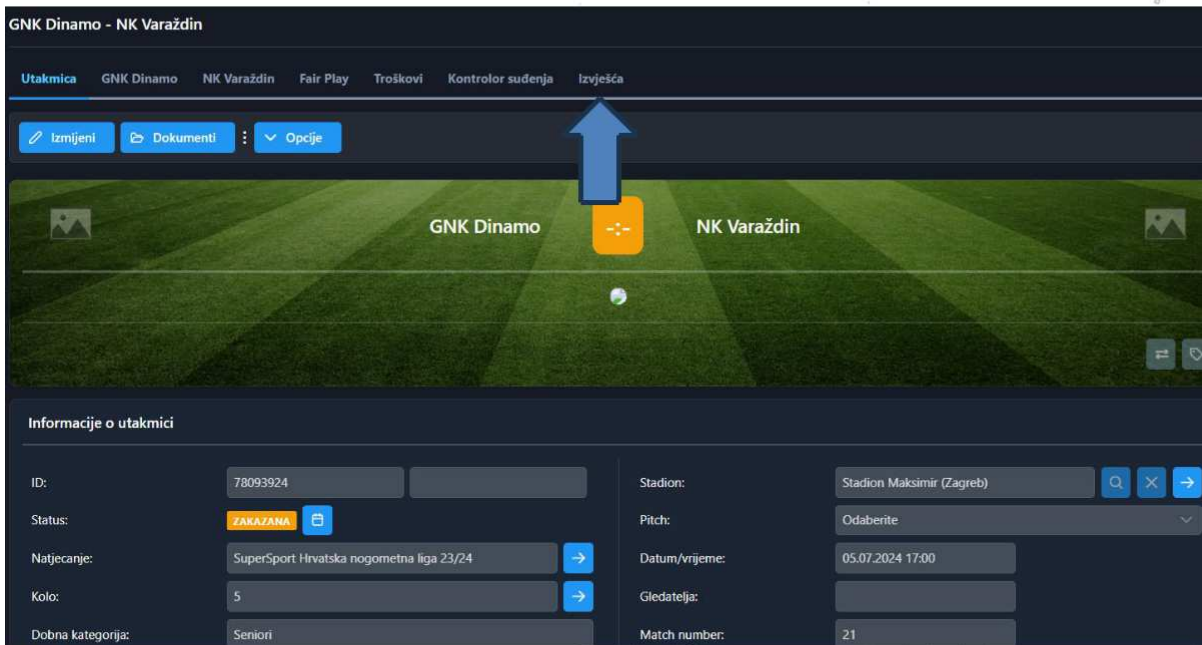 GNK Dinamo - NK Varaždin
Utakmica GNK Dinamo NK Varaždin Fair Play Troškovi Kontrolor suđenja Izvješća
Izmijeni Dokumenti Opcije
GNK Dinamo -:- NK Varaždin
Informacije o utakmici
ID: 78093924 Stadion: Stadion Maksimir (Zagreb)
Status: ZAKAZANA Pitch: Odaberite
Natjecanje: SuperSport Hrvatska nogometna liga 23/24 Datum/vrijeme: 05.07.2024 17:00
Kolo: 5 Gledatelja:
Dobna kategorija: Seniori Match number: 21